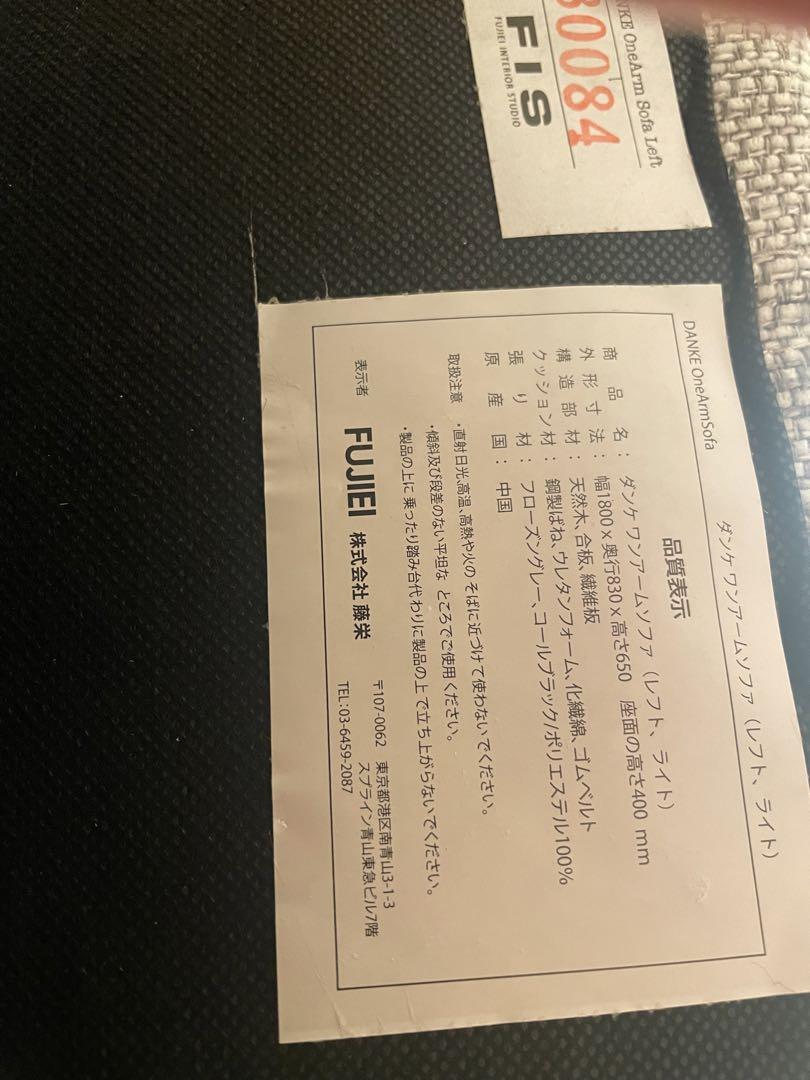 NKE OneArm Sofa Left
30084
FIS
FUJIEI INTERIOR STUDIO
ダンケ ワンアームソファ（レフト、ライト）
DANKE OneArmSofa
品質表示
商品名：ダンケ ワンアームソファ（レフト、ライト）
外形寸法：幅1800 x 奥行830 x 高さ650　座面の高さ400 mm
構造部材：天然木、合板、繊維板
クッション材：鋼製ばね、ウレタンフォーム、化繊綿、ゴムベルト
張り材：フローズングレー、コールブラック/ポリエステル100%
原産国：中国
取扱注意 ・直射日光、高温、高熱や火の そばに近づけて使わないでください。
・傾斜及び段差のない平坦な ところでご使用ください。
・製品の上に 乗ったり踏み台代わりに製品の上で立ち上がらないでください。
表示者 FUJIEI 株式会社 藤栄
〒107-0062 東京都港区南青山3-1-3
スプライン青山東急ビル7階
TEL：03-6459-2087